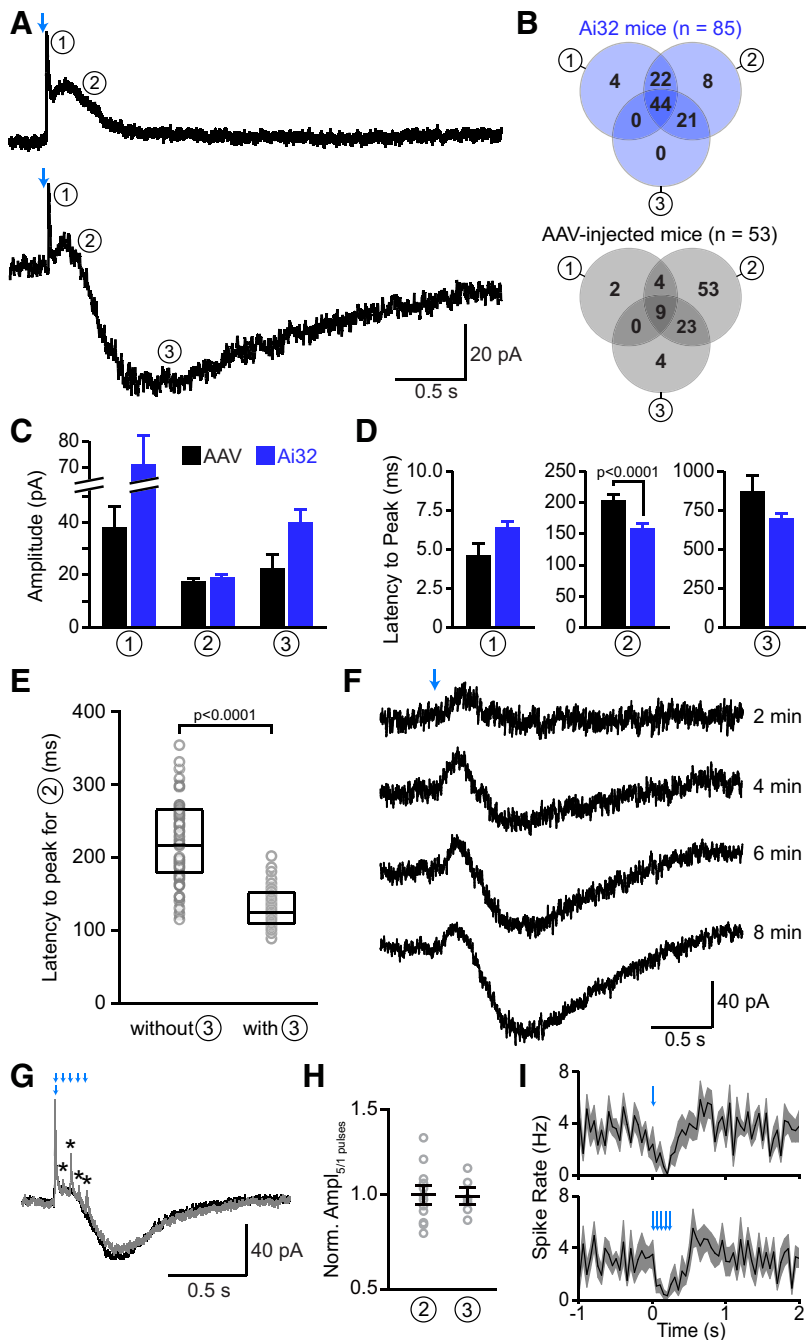 A
①
②
①
②
③
20 pA
0.5 s
B
Ai32 mice (n = 85)
①
②
4
22
8
44
0
21
0
③
AAV-injected mice (n = 53)
①
②
2
4
53
9
0
23
4
③
C
Amplitude (pA)
80
70
40
20
0
AAV
Ai32
①
②
③
D
Latency to Peak (ms)
10.0
7.5
5.0
2.5
0
①
250
200
150
100
50
0
p<0.0001
②
1000
750
500
250
0
③
E
Latency to peak for ② (ms)
400
300
200
100
0
p<0.0001
without ③
with ③
F
2 min
4 min
6 min
8 min
40 pA
0.5 s
G
*
*
*
*
40 pA
0.5 s
H
Norm. Ampl5/1 pulses
1.5
1.0
0.5
②
③
I
Spike Rate (Hz)
8
4
0
8
4
0
-1
0
1
2
Time (s)